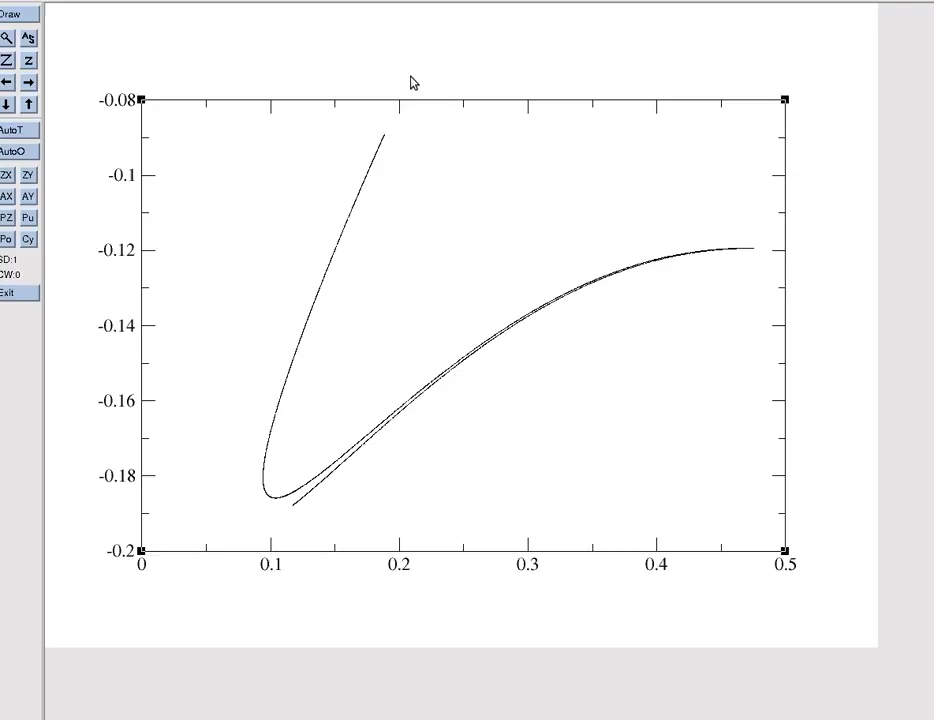 Draw
AS
Z z
AutoT
AutoO
ZX ZY
AX AY
PZ Pu
Po Cy
SD:1
CW:0
Exit
-0.08
-0.1
-0.12
-0.14
-0.16
-0.18
-0.2
0 0.1 0.2 0.3 0.4 0.5